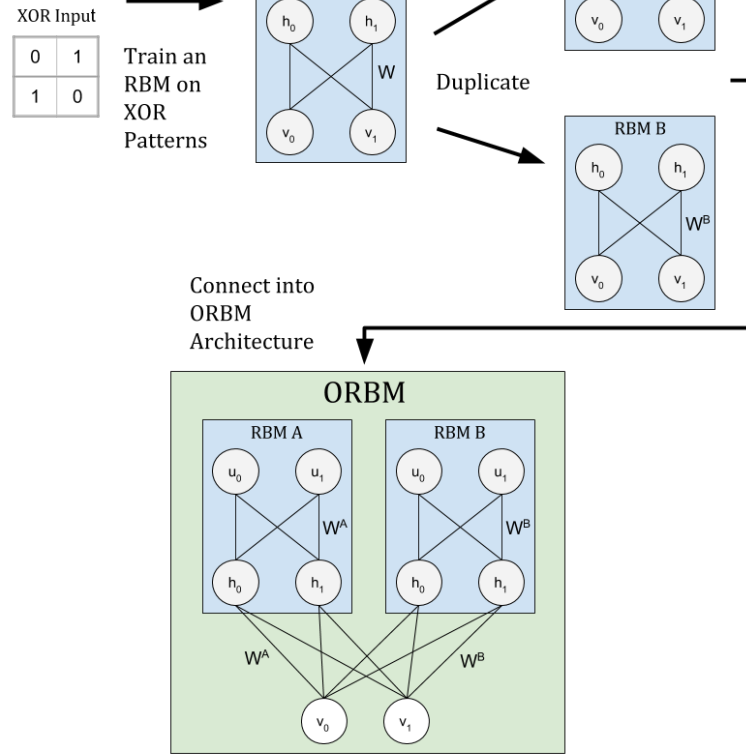 XOR Input
0 1
1 0
Train an
RBM on
XOR
Patterns
h₀ h₁
W
v₀ v₁
Duplicate
v₀ v₁
RBM B
h₀ h₁
Wᴮ
v₀ v₁
Connect into
ORBM
Architecture
ORBM
RBM A RBM B
u₀ u₁ u₀ u₁
Wᴬ Wᴮ
h₀ h₁ h₀ h₁
Wᴬ Wᴮ
v₀ v₁